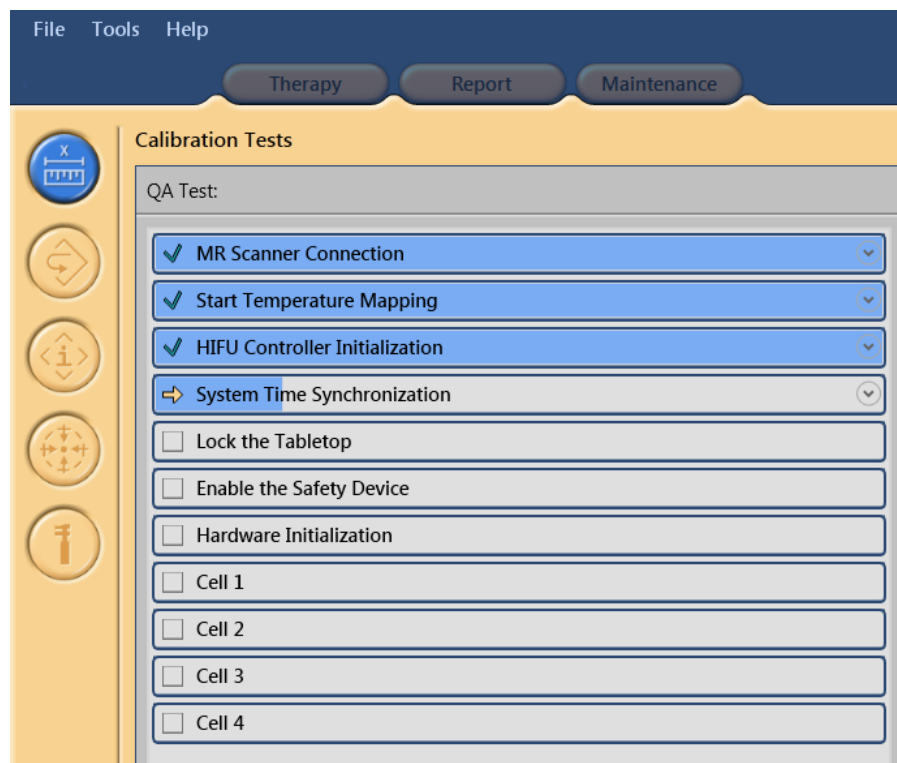 File Tools Help
Therapy Report Maintenance
Calibration Tests
QA Test:
MR Scanner Connection
Start Temperature Mapping
HIFU Controller Initialization
System Time Synchronization
Lock the Tabletop
Enable the Safety Device
Hardware Initialization
Cell 1
Cell 2
Cell 3
Cell 4